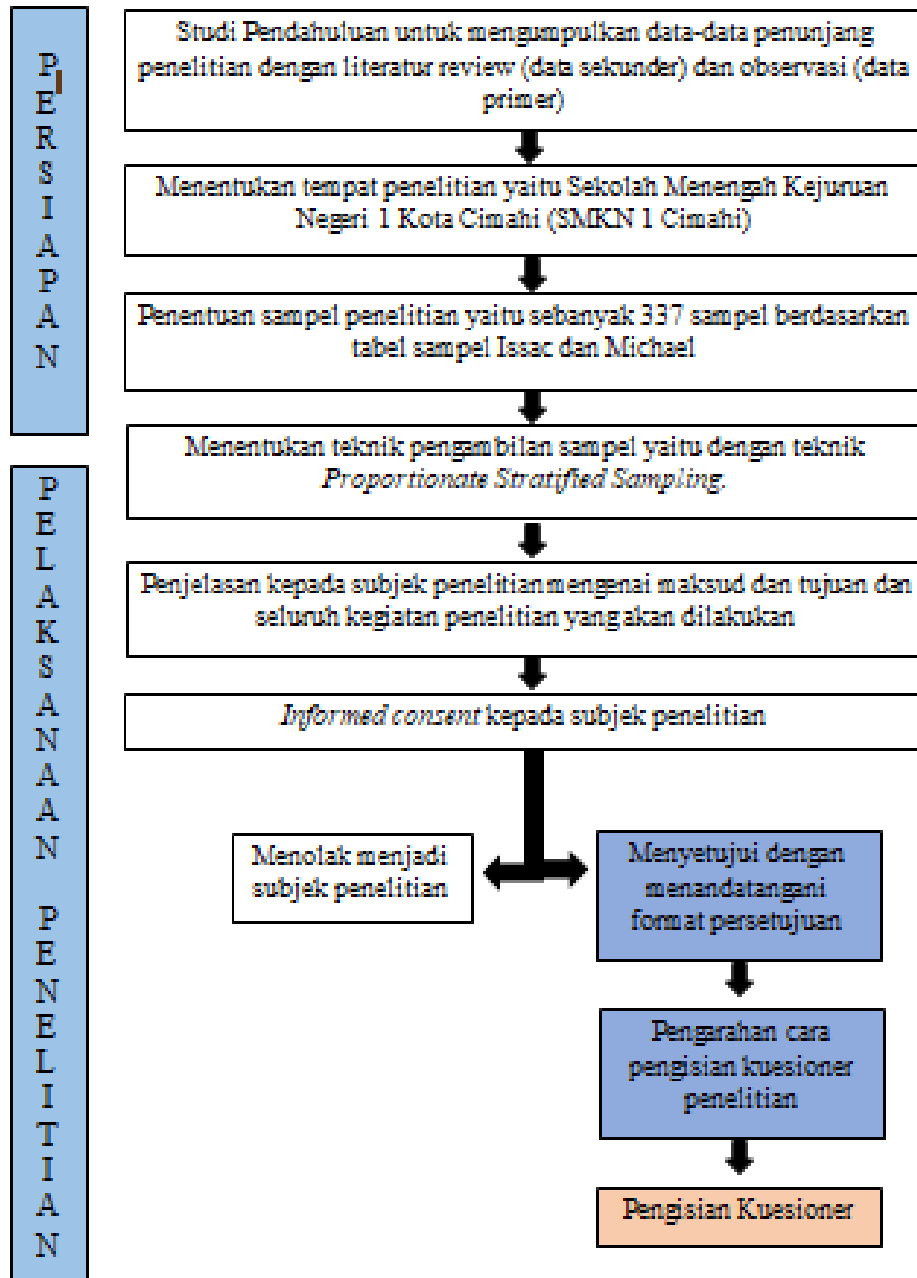 PERSIAPAN
Studi Pendahuluan untuk mengumpulkan data-data penunjang
penelitian dengan literatur review (data sekunder) dan observasi (data
primer)
Menentukan tempat penelitian yaitu Sekolah Menengah Kejuruan
Negeri 1 Kota Cimahi (SMKN 1 Cimahi)
Penentuan sampel penelitian yaitu sebanyak 337 sampel berdasarkan
tabel sampel Issac dan Michael
Menentukan teknik pengambilan sampel yaitu dengan teknik
Proportionate Stratified Sampling.
PELAKSANAAN PENELITIAN
Penjelasan kepada subjek penelitian mengenai maksud dan tujuan dan
seluruh kegiatan penelitian yang akan dilakukan
Informed consent kepada subjek penelitian
Menolak menjadi
subjek penelitian
Menyetujui dengan
menandatangani
format persetujuan
Pengarahan cara
pengisian kuesioner
penelitian
Pengisian Kuesioner